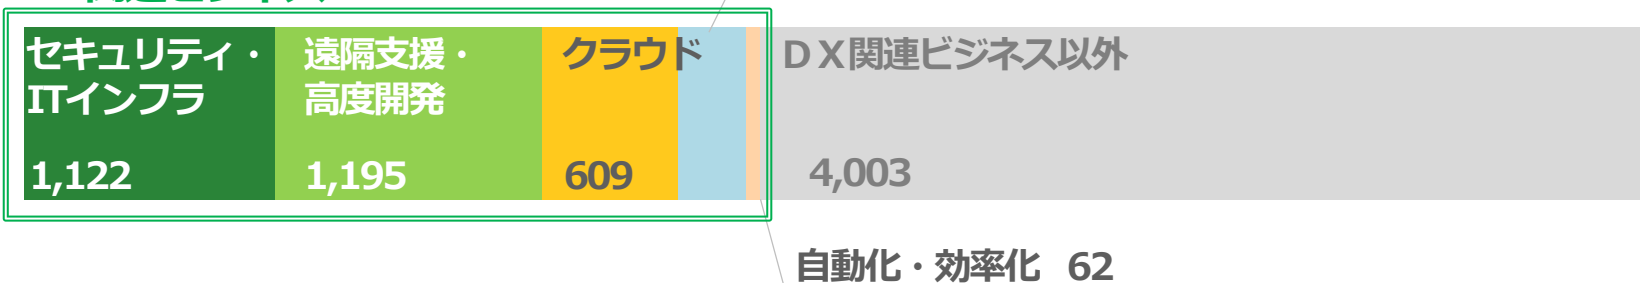 セキュリティ・
ITインフラ
1,122
遠隔支援・
高度開発
1,195
クラウド
609
ＤＸ関連ビジネス以外
4,003
自動化・効率化 62